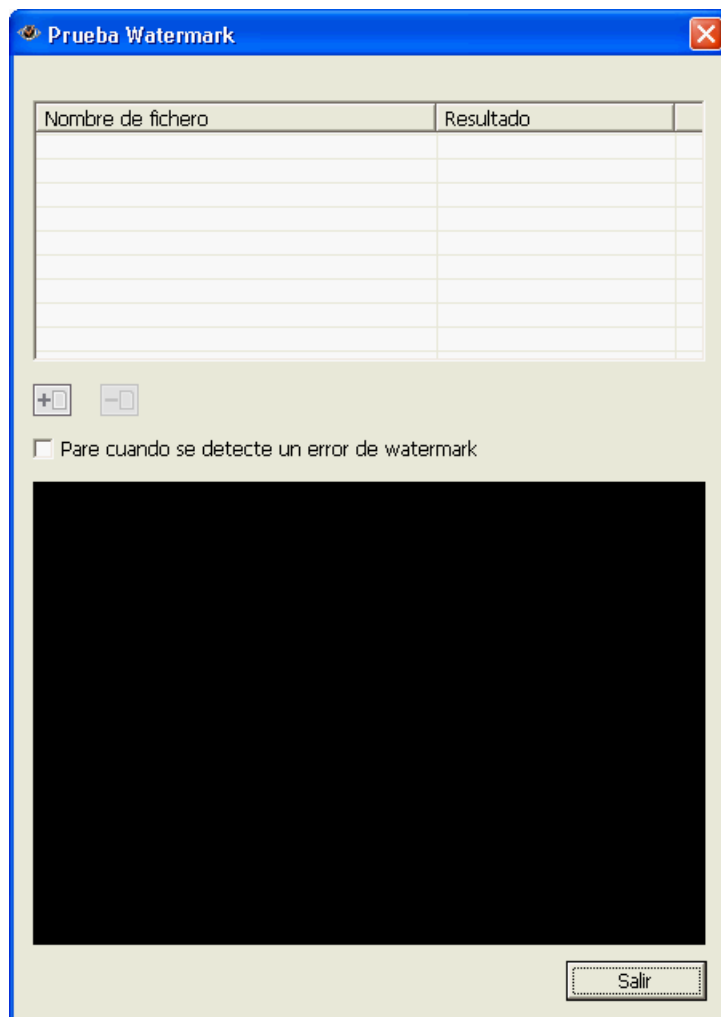 Prueba Watermark
Nombre de fichero Resultado
Pare cuando se detecte un error de watermark
Salir